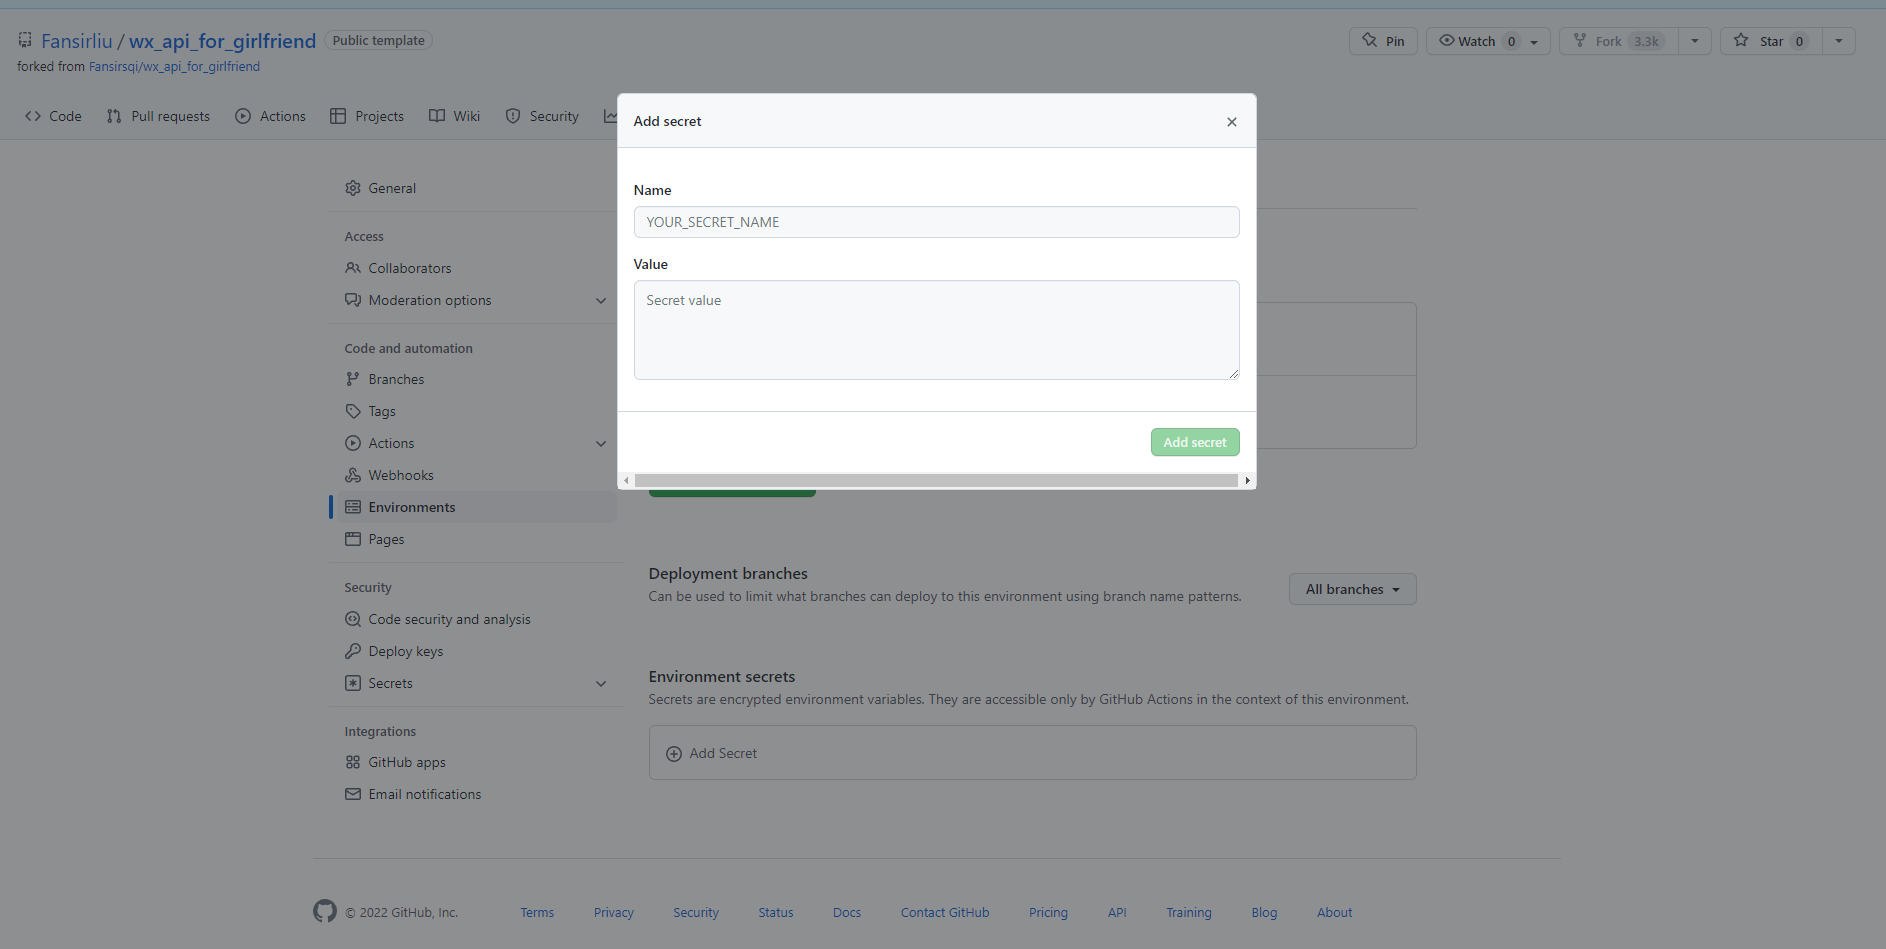 Fansirliu / wx_api_for_girlfriend Public template
Pin Watch 0 Fork 3.3k Star 0
forked from Fansirsqi/wx_api_for_girlfriend
Code Pull requests Actions Projects Wiki Security
Add secret
Name
YOUR_SECRET_NAME
Value
Secret value
Add secret
General
Access
Collaborators
Moderation options
Code and automation
Branches
Tags
Actions
Webhooks
Environments
Pages
Security
Code security and analysis
Deploy keys
Secrets
Integrations
GitHub apps
Email notifications
Deployment branches
Can be used to limit what branches can deploy to this environment using branch name patterns.
All branches
Environment secrets
Secrets are encrypted environment variables. They are accessible only by GitHub Actions in the context of this environment.
Add Secret
© 2022 GitHub, Inc. Terms Privacy Security Status Docs Contact GitHub Pricing API Training Blog About